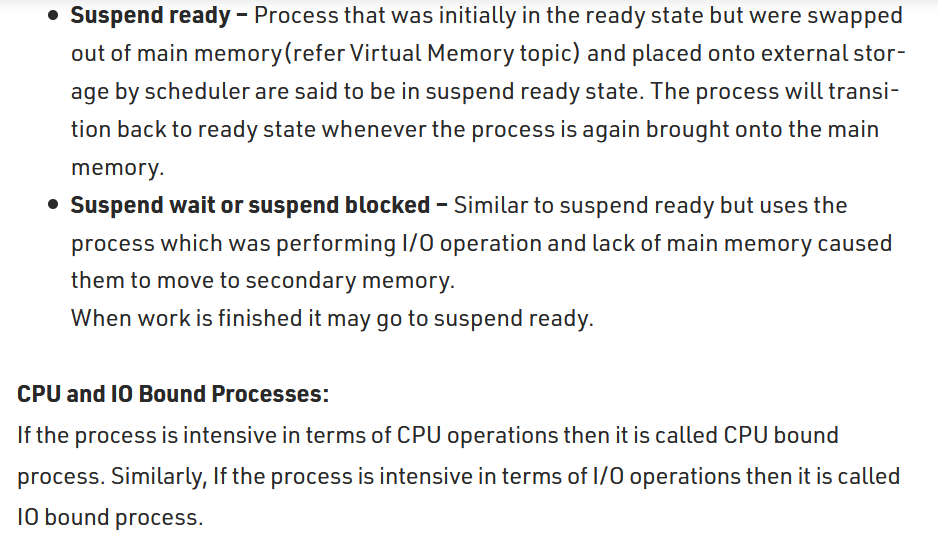 • Suspend ready – Process that was initially in the ready state but were swapped
out of main memory(refer Virtual Memory topic) and placed onto external stor-
age by scheduler are said to be in suspend ready state. The process will transi-
tion back to ready state whenever the process is again brought onto the main
memory.
• Suspend wait or suspend blocked – Similar to suspend ready but uses the
process which was performing I/O operation and lack of main memory caused
them to move to secondary memory.
When work is finished it may go to suspend ready.
CPU and IO Bound Processes:
If the process is intensive in terms of CPU operations then it is called CPU bound
process. Similarly, If the process is intensive in terms of I/O operations then it is called
IO bound process.